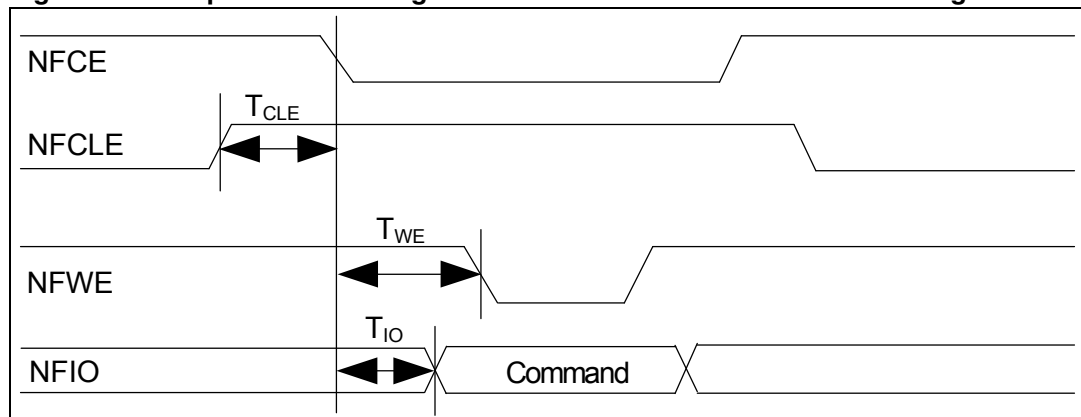 NFCE
T_CLE
NFCLE
T_WE
NFWE
T_IO
NFIO
Command